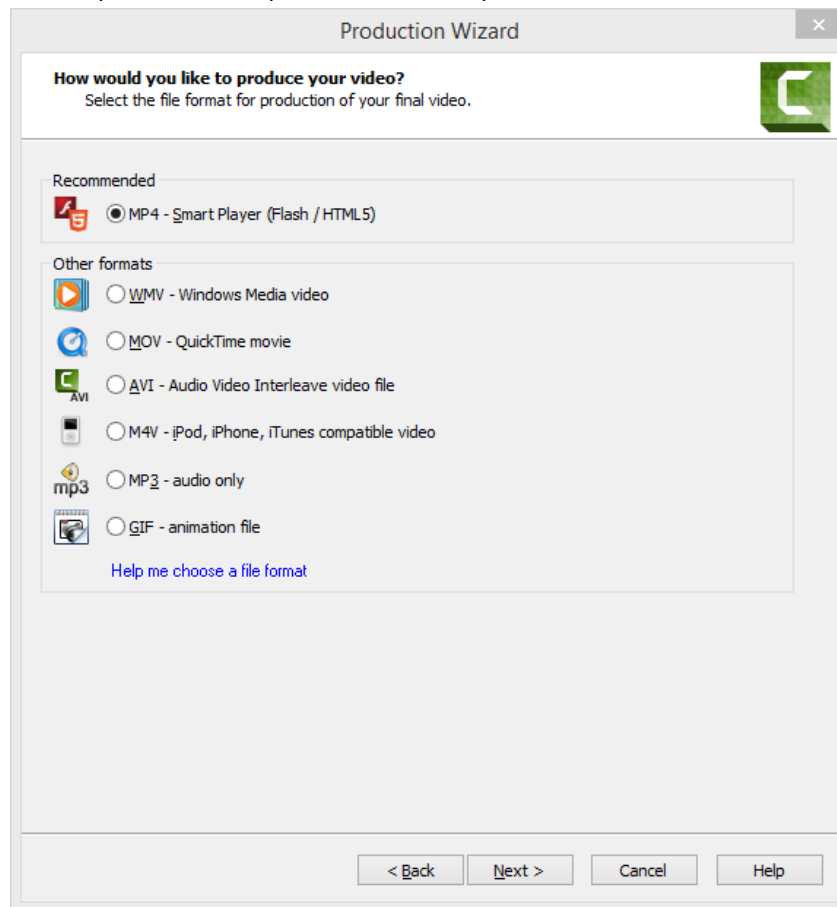 Production Wizard
How would you like to produce your video?
Select the file format for production of your final video.
Recommended
MP4 - Smart Player (Flash / HTML5)
Other formats
WMV - Windows Media video
MOV - QuickTime movie
AVI
AVI - Audio Video Interleave video file
M4V - iPod, iPhone, iTunes compatible video
mp3
MP3 - audio only
GIF - animation file
Help me choose a file format
< Back Next > Cancel Help